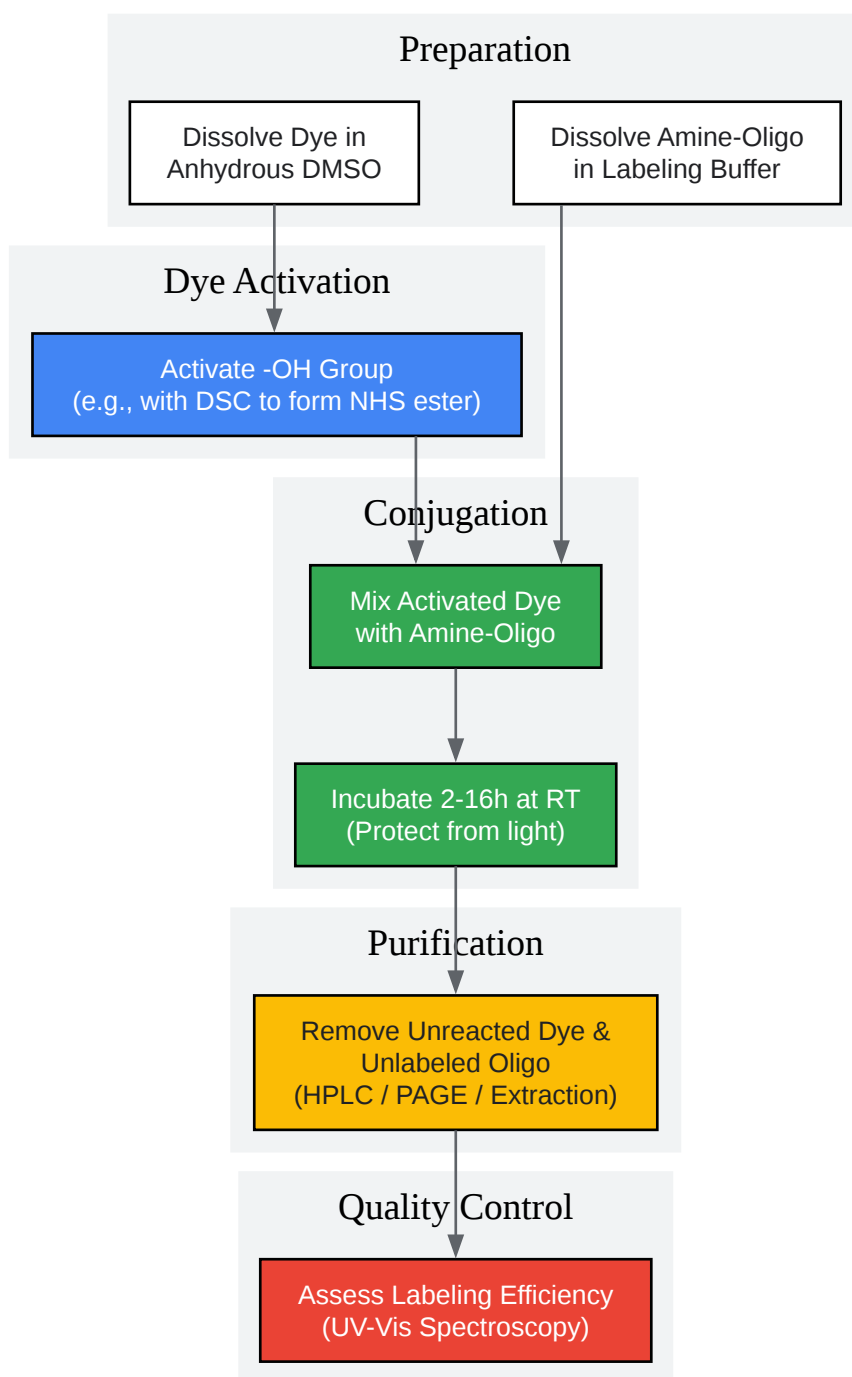 Preparation
Dissolve Dye in
Anhydrous DMSO
Dissolve Amine-Oligo
in Labeling Buffer
Dye Activation
Activate -OH Group
(e.g., with DSC to form NHS ester)
Conjugation
Mix Activated Dye
with Amine-Oligo
Incubate 2-16h at RT
(Protect from light)
Purification
Remove Unreacted Dye &
Unlabeled Oligo
(HPLC / PAGE / Extraction)
Quality Control
Assess Labeling Efficiency
(UV-Vis Spectroscopy)